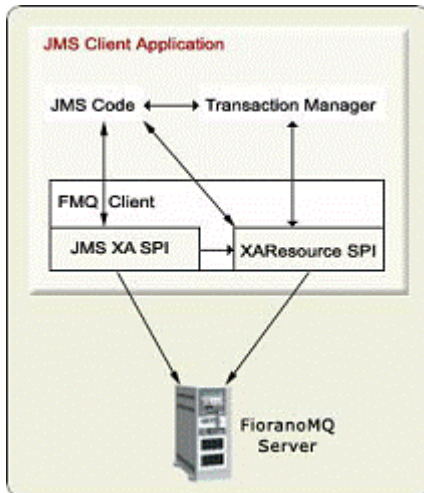 JMS Client Application
JMS Code
Transaction Manager
FMQ Client
JMS XA SPI
XAResource SPI
FioranoMQ
Server